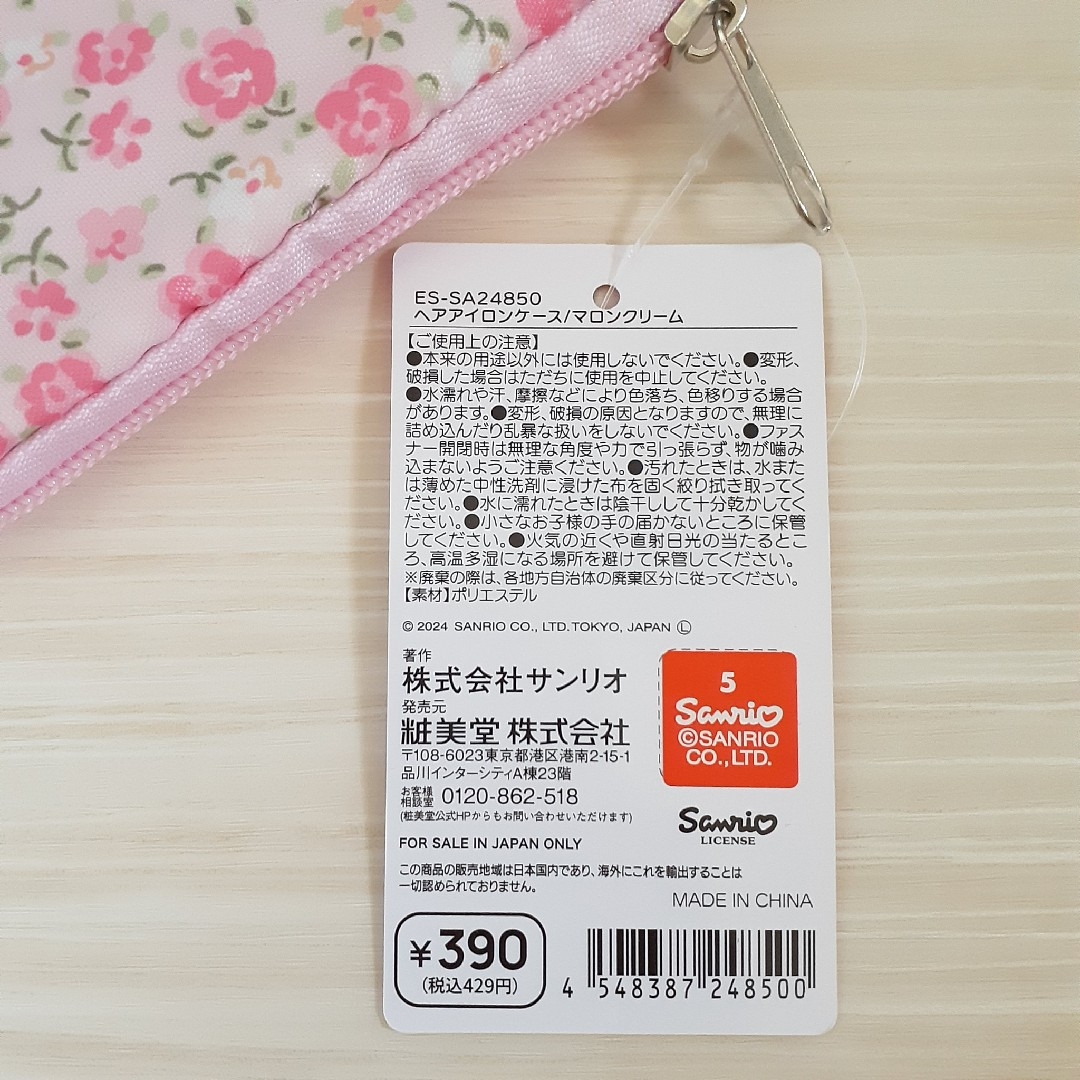 ES-SA24850
ヘアアイロンケース/マロンクリーム
【ご使用上の注意】
●本来の用途以外には使用しないでください。●変形、
破損した場合はただちに使用を中止してください。
●水濡れや汗、摩擦などにより色落ち、色移りする場合
があります。●変形、破損の原因となりますので、無理に
詰め込んだり乱暴な扱いをしないでください。●ファス
ナー開閉時は無理な角度や力で引っ張らず、物が噛み
込まないようご注意ください。●汚れたときは、水また
は薄めた中性洗剤に浸けた布を固く絞り拭き取ってく
ださい。●水に濡れたときは陰干しして十分乾かしてく
ださい。●小さなお子様の手の届かないところに保管
してください。●火気の近くや直射日光の当たるとこ
ろ、高温多湿になる場所を避けて保管してください。
※廃棄の際は、各地方自治体の廃棄区分に従ってください。
【素材】ポリエステル
© 2024 SANRIO CO., LTD. TOKYO, JAPAN Ⓛ
著作
株式会社サンリオ
発売元
粧美堂 株式会社
〒108-6023東京都港区港南2-15-1
品川インターシティA棟23階
お客様
相談室 0120-862-518
(粧美堂公式HPからもお問い合わせいただけます)
FOR SALE IN JAPAN ONLY
この商品の販売地域は日本国内であり、海外にこれを輸出することは
一切認められておりません。
5
Sanrio
©SANRIO
CO.,LTD.
Sanrio
LICENSE
MADE IN CHINA
¥390
(税込429円)
4 548387 248500